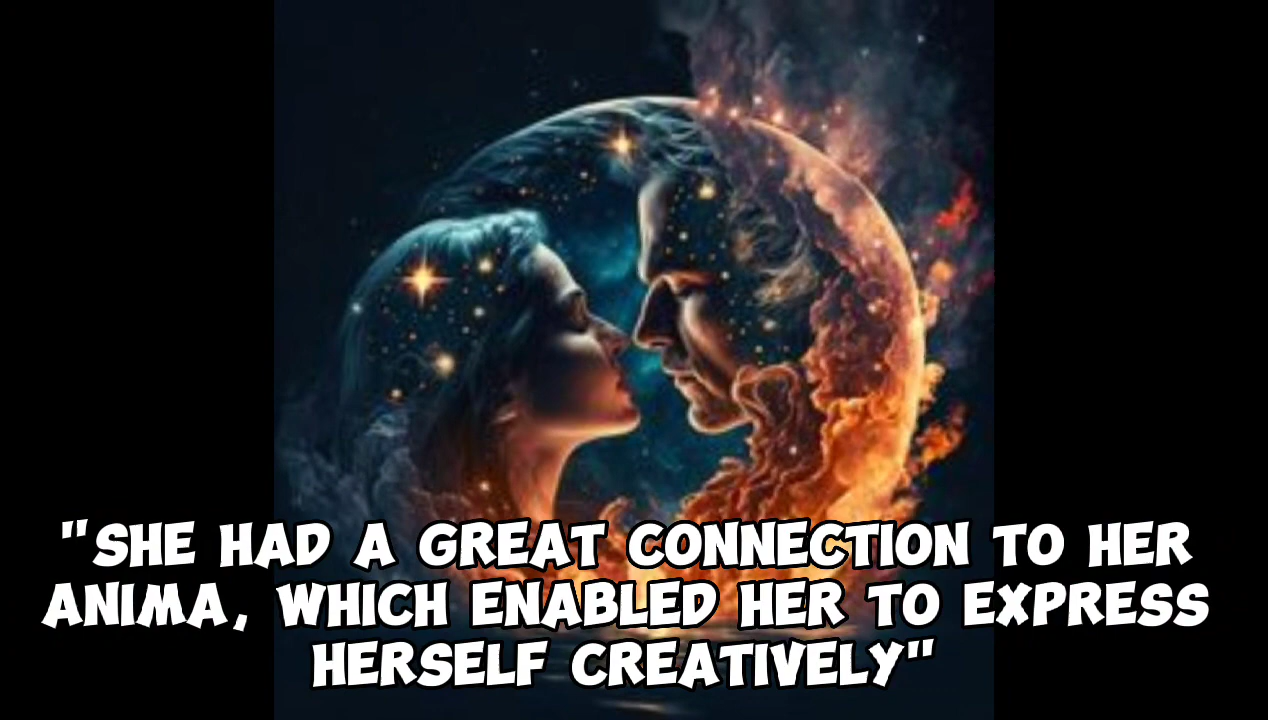 "SHE HAD A GREAT CONNECTION TO HER
ANIMA, WHICH ENABLED HER TO EXPRESS
HERSELF CREATIVELY"